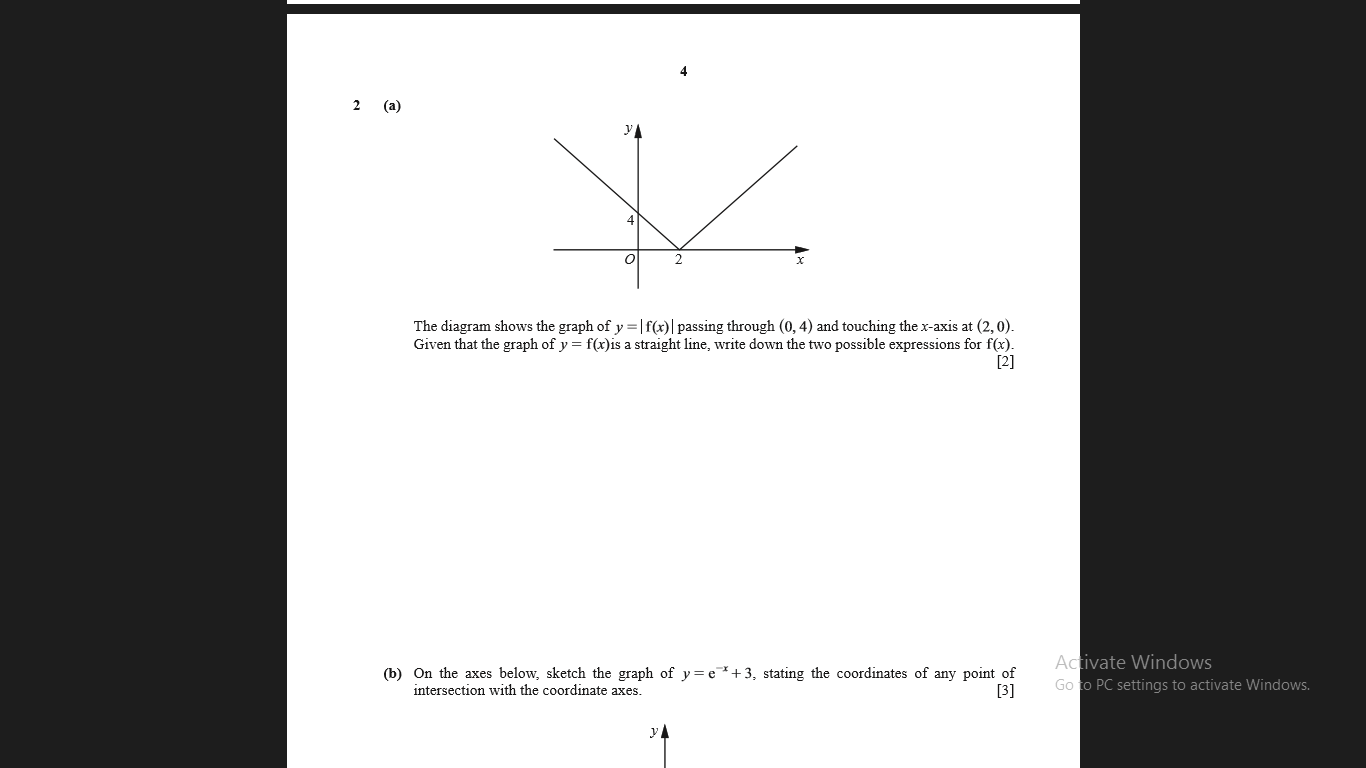 4
2 (a)
y
4
O
2
x
The diagram shows the graph of y = |f(x)| passing through (0, 4) and touching the x-axis at (2, 0).
Given that the graph of y = f(x)is a straight line, write down the two possible expressions for f(x).
[2]
(b) On the axes below, sketch the graph of y = e⁻ˣ + 3, stating the coordinates of any point of
intersection with the coordinate axes. [3]
y
Activate Windows
Go to PC settings to activate Windows.